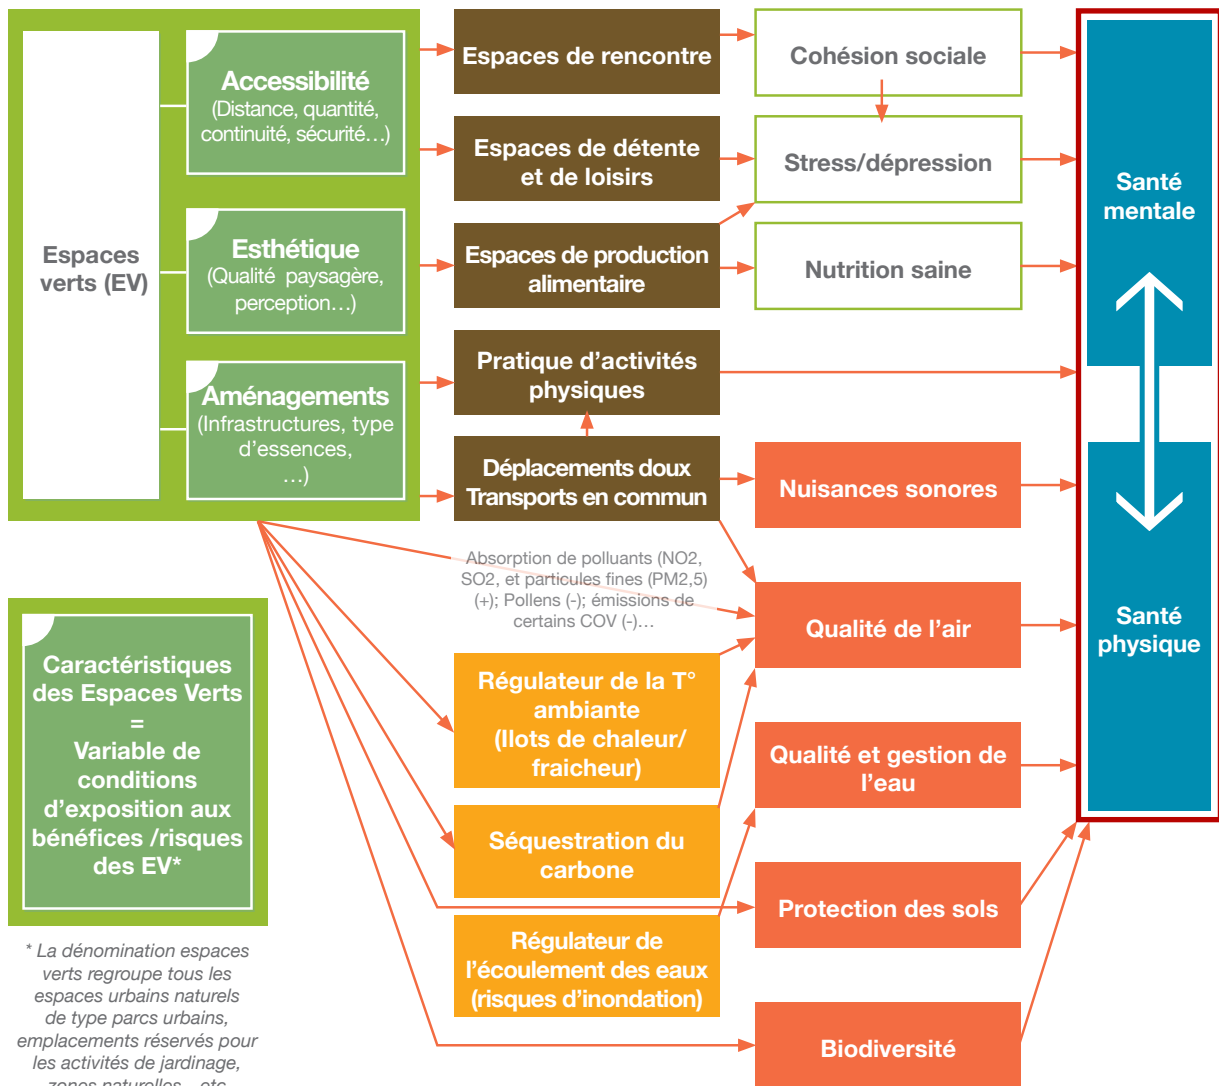 Espaces
verts (EV)
Accessibilité
(Distance, quantité,
continuité, sécurité…)
Esthétique
(Qualité paysagère,
perception…)
Aménagements
(Infrastructures, type
d'essences,
…)
Espaces de rencontre
Espaces de détente
et de loisirs
Espaces de production
alimentaire
Pratique d'activités
physiques
Déplacements doux
Transports en commun
Cohésion sociale
Stress/dépression
Nutrition saine
Nuisances sonores
Absorption de polluants (NO2,
SO2, et particules fines (PM2,5)
(+); Pollens (-); émissions de
certains COV (-)…
Qualité de l'air
Régulateur de la T°
ambiante
(Ilots de chaleur/
fraicheur)
Qualité et gestion de
l'eau
Séquestration du
carbone
Protection des sols
Régulateur de
l'écoulement des eaux
(risques d'inondation)
Biodiversité
Santé
mentale
Santé
physique
Caractéristiques
des Espaces Verts
=
Variable de
conditions
d'exposition aux
bénéfices /risques
des EV*
* La dénomination espaces
verts regroupe tous les
espaces urbains naturels
de type parcs urbains,
emplacements réservés pour
les activités de jardinage,
zones naturelles...etc